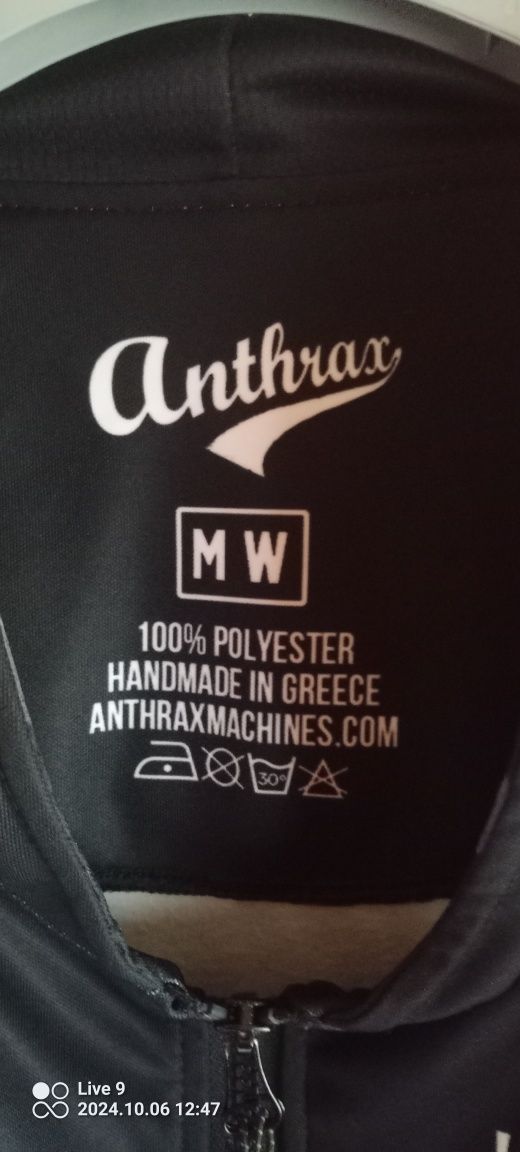 Anthrax
M W
100% POLYESTER
HANDMADE IN GREECE
ANTHRAXMACHINES.COM
30°
Live 9
2024.10.06 12:47